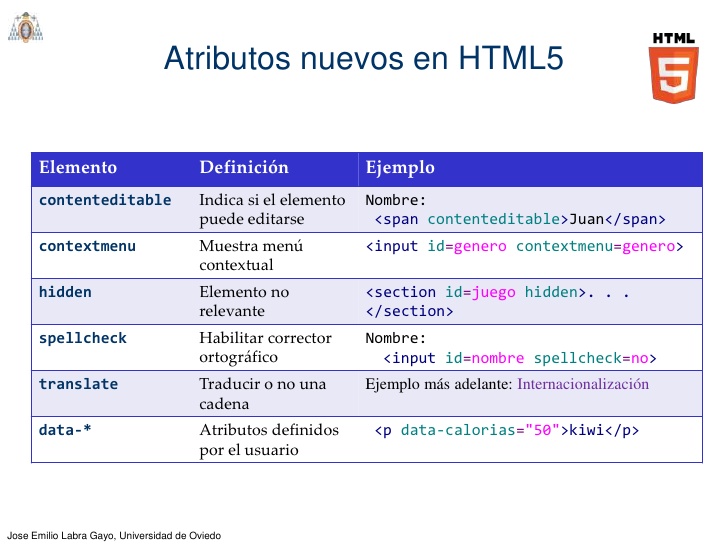 HTML
5
Atributos nuevos en HTML5
Elemento Definición Ejemplo
contenteditable Indica si el elemento puede editarse Nombre:
<span contenteditable>Juan</span>
contextmenu Muestra menú contextual <input id=genero contextmenu=genero>
hidden Elemento no relevante <section id=juego hidden>. . .
</section>
spellcheck Habilitar corrector ortográfico Nombre:
<input id=nombre spellcheck=no>
translate Traducir o no una cadena Ejemplo más adelante: Internacionalización
data-* Atributos definidos por el usuario <p data-calorias="50">kiwi</p>
Jose Emilio Labra Gayo, Universidad de Oviedo